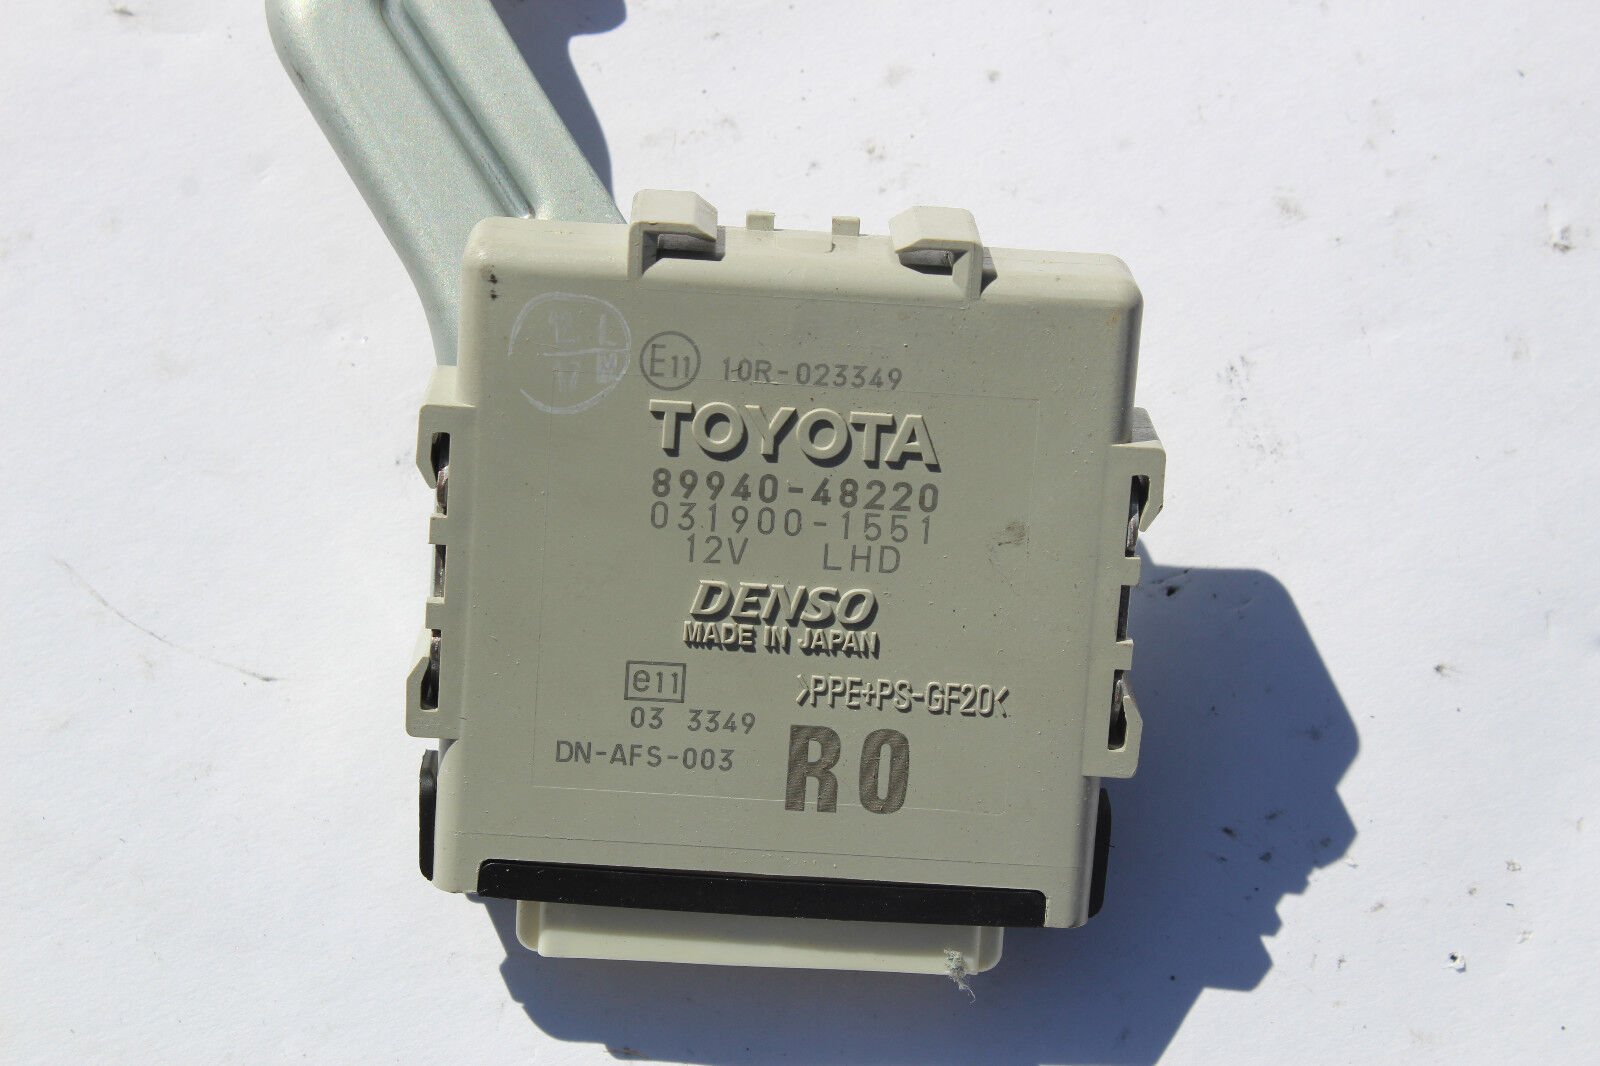 12 L
E11 10R-023349
TOYOTA
89940-48220
031900-1551
12V LHD
DENSO
MADE IN JAPAN
e11
>PPE+PS-GF20<
03 3349
DN-AFS-003
R0